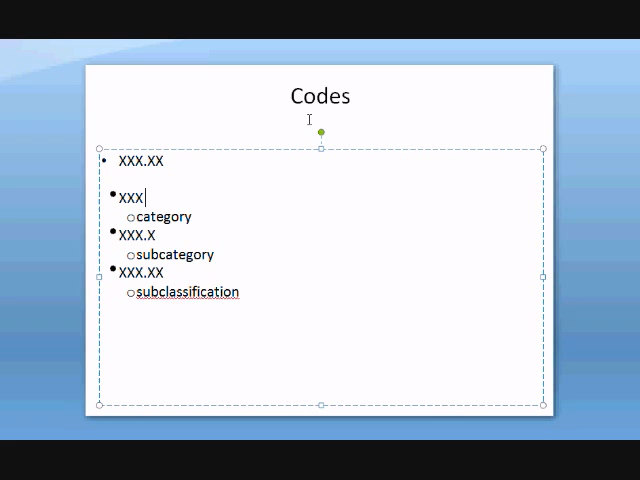 Codes
XXX.XX
XXX
category
XXX.X
subcategory
XXX.XX
subclassification